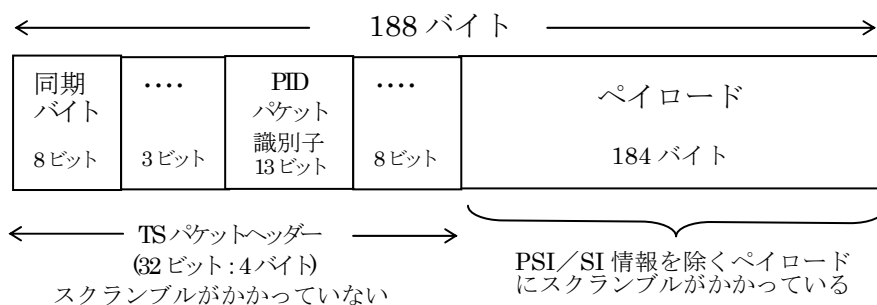 188 バイト
同期
バイト
8 ビット
‥‥
3 ビット
PID
パケット
識別子
13 ビット
‥‥
8 ビット
ペイロード
184 バイト
TS パケットヘッダー
(32 ビット : 4 バイト)
スクランブルがかかっていない
PSI/SI 情報を除くペイロード
にスクランブルがかかっている